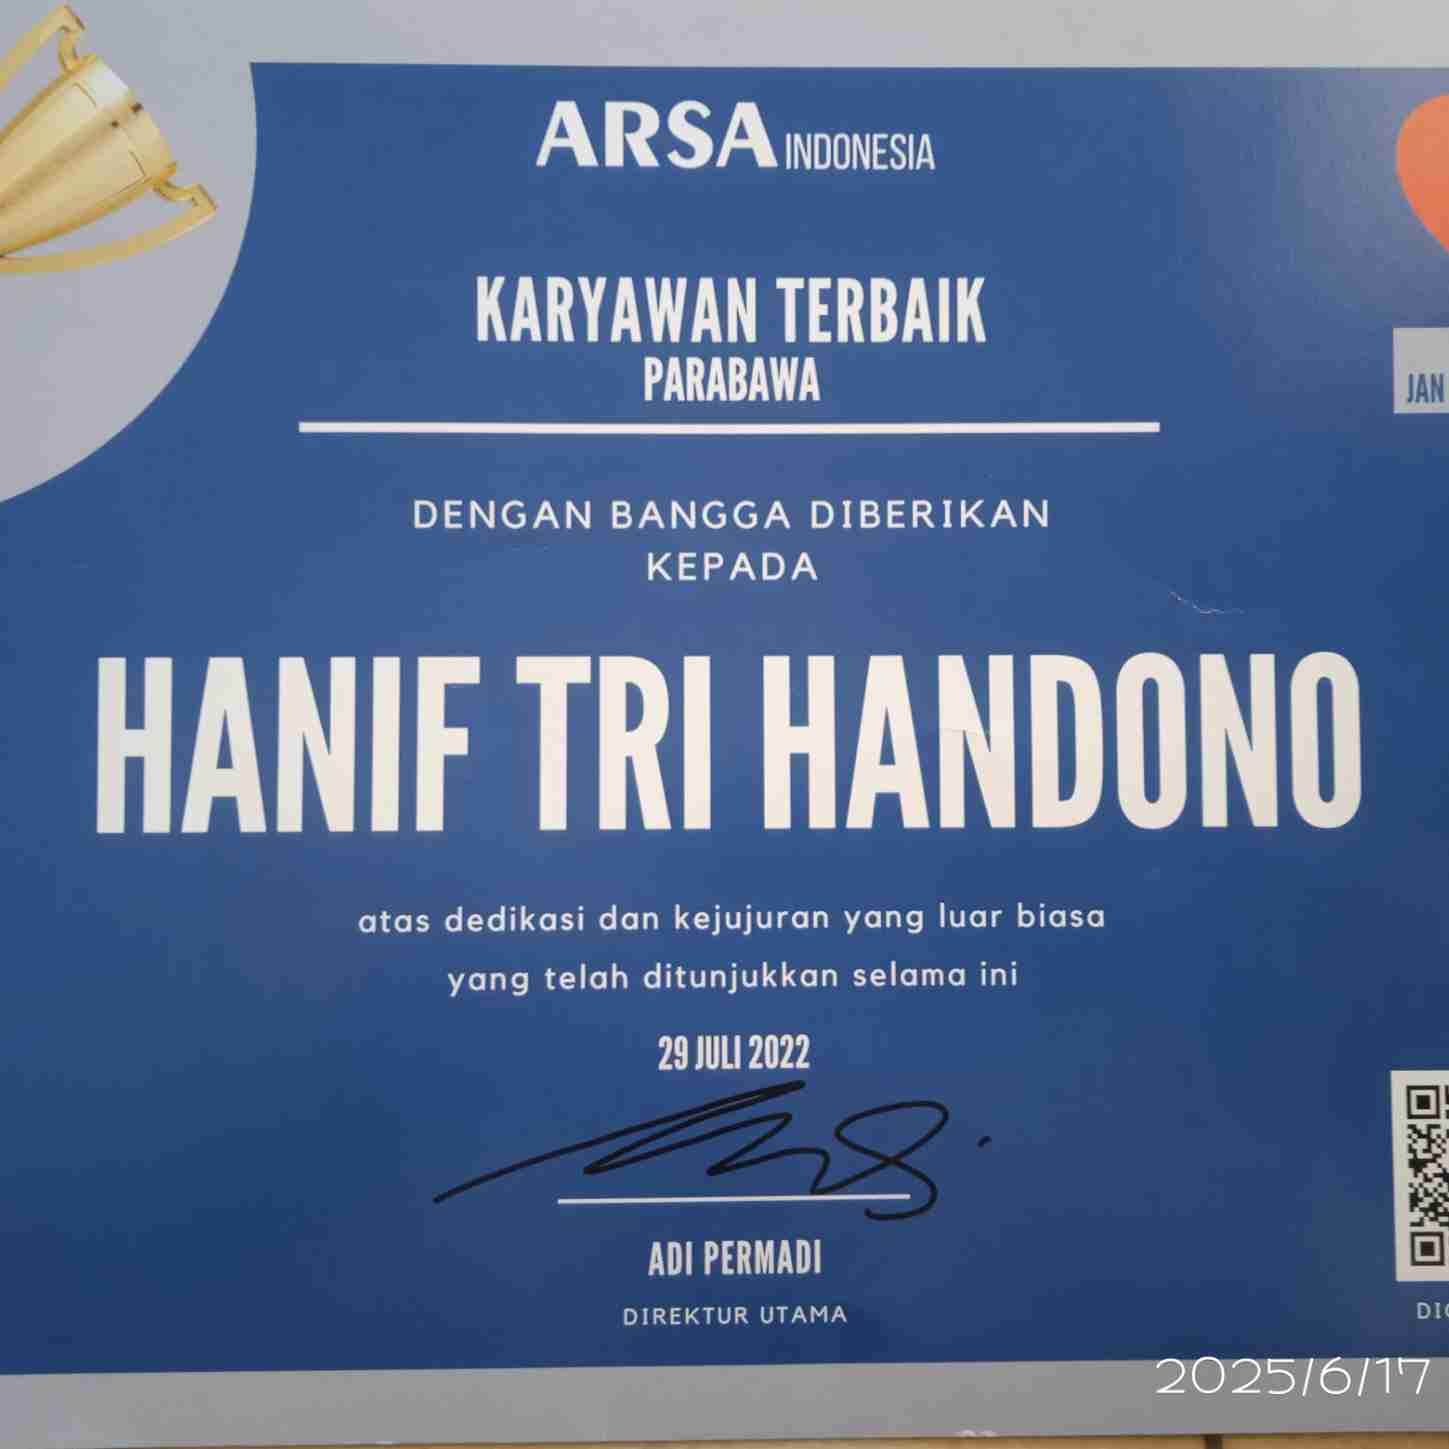 ARSA INDONESIA
KARYAWAN TERBAIK
PARABAWA
JAN
DENGAN BANGGA DIBERIKAN
KEPADA
HANIF TRI HANDONO
atas dedikasi dan kejujuran yang luar biasa
yang telah ditunjukkan selama ini
29 JULI 2022
ADI PERMADI
DIREKTUR UTAMA
2025/6/17